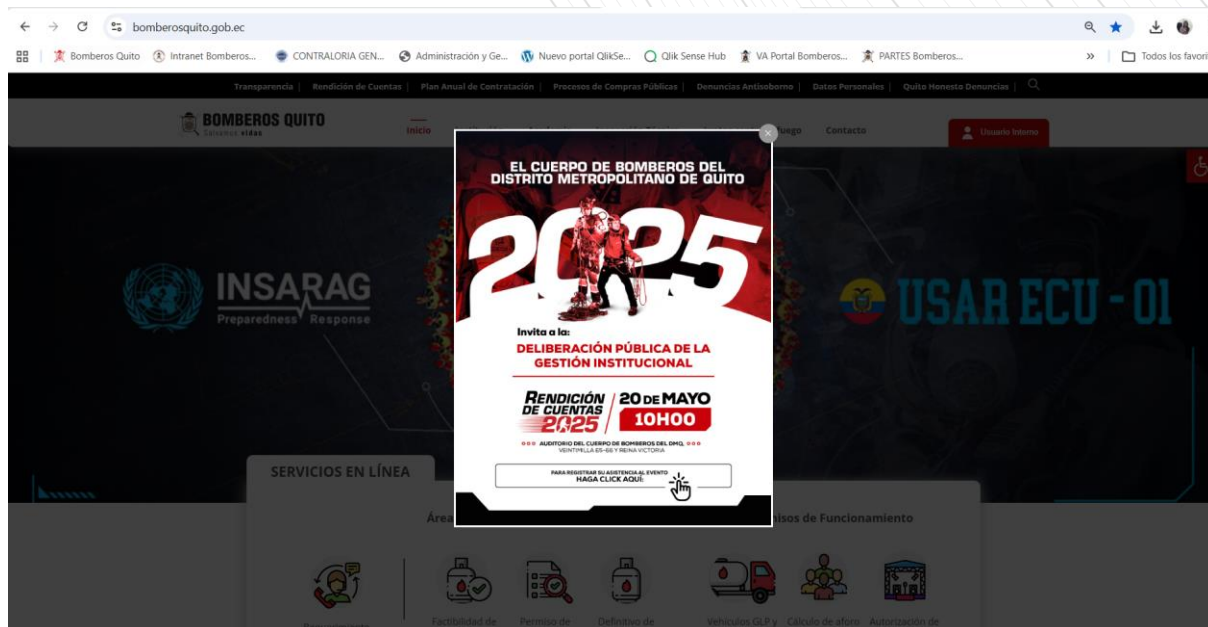 bomberosquito.gob.ec
Bomberos Quito
Intranet Bomberos...
CONTRALORIA GEN...
Administración y Ge...
Nuevo portal QlikSe...
Qlik Sense Hub
VA Portal Bomberos...
PARTES Bomberos...
»
Todos los favori
Transparencia | Rendición de Cuentas | Plan Anual de Contratación | Procesos de Compras Públicas | Denuncias Antisoborno | Datos Personales | Quito Honesto Denuncias |
BOMBEROS QUITO
Salvamos vidas
Inicio
uego
Contacto
Usuario Interno
EL CUERPO DE BOMBEROS DEL
DISTRITO METROPOLITANO DE QUITO
2025
INSARAG
Preparedness Response
USAR ECU - 01
Invita a la:
DELIBERACIÓN PÚBLICA DE LA
GESTIÓN INSTITUCIONAL
RENDICIÓN
DE CUENTAS
2025
20 DE MAYO
10H00
AUDITORIO DEL CUERPO DE BOMBEROS DEL DMQ,
VEINTIMILLA E5-66 Y REINA VICTORIA
PARA REGISTRAR SU ASISTENCIA AL EVENTO
HAGA CLICK AQUÍ:
SERVICIOS EN LÍNEA
Área
isos de Funcionamiento
Factibilidad de
Permiso de
Definitivo de
Vehículos GLP y
Cálculo de aforo
Autorización de